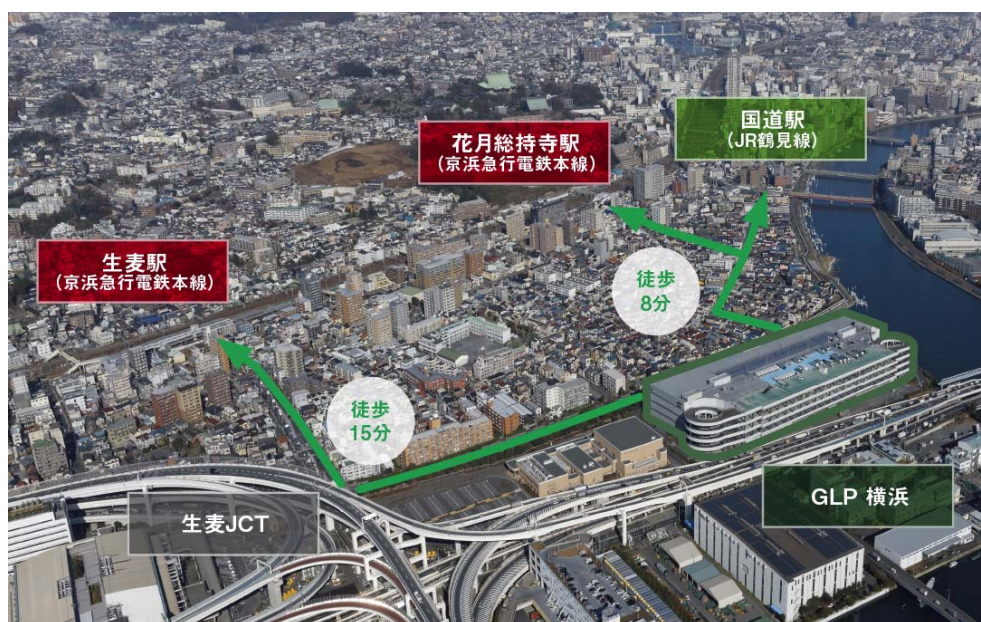 国道駅
(JR鶴見線)
花月総持寺駅
(京浜急行電鉄本線)
生麦駅
(京浜急行電鉄本線)
徒歩
8分
徒歩
15分
GLP 横浜
生麦JCT